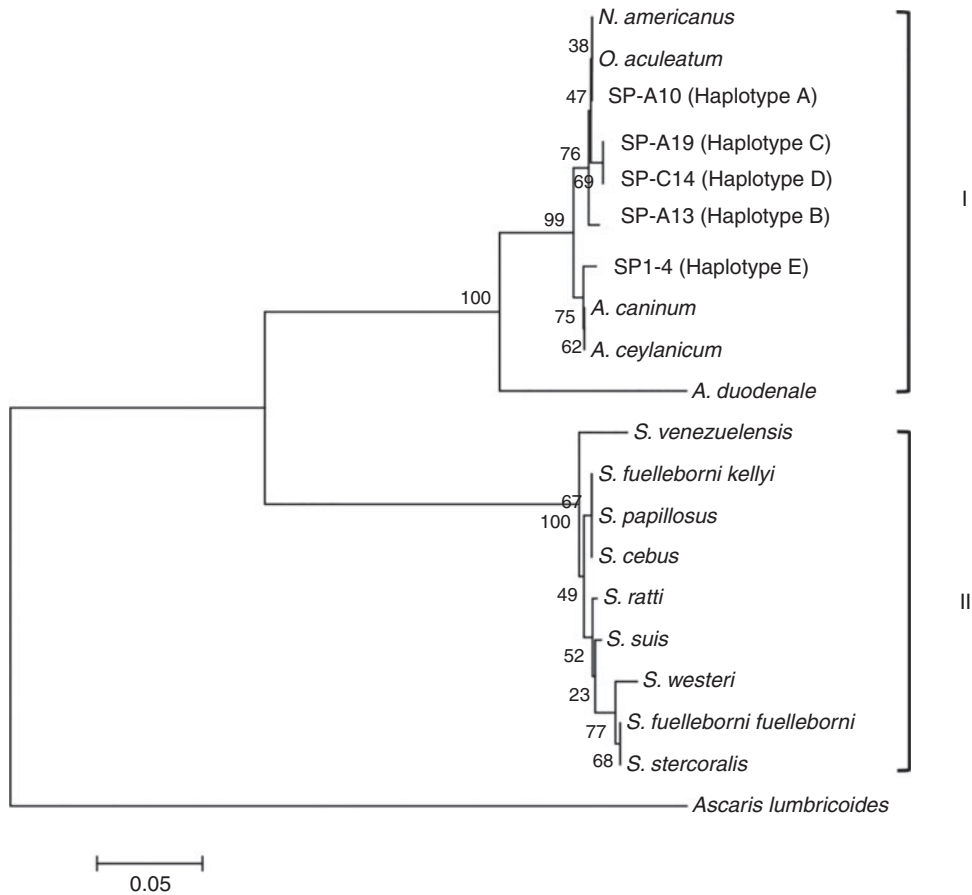 N. americanus
38
O. aculeatum
47
SP-A10 (Haplotype A)
SP-A19 (Haplotype C)
76
69
SP-C14 (Haplotype D)
SP-A13 (Haplotype B)
I
99
SP1-4 (Haplotype E)
100
A. caninum
75
62
A. ceylanicum
A. duodenale
S. venezuelensis
S. fuelleborni kellyi
67
100
S. papillosus
S. cebus
49
S. ratti
II
S. suis
52
S. westeri
23
S. fuelleborni fuelleborni
77
68
S. stercoralis
Ascaris lumbricoides
0.05